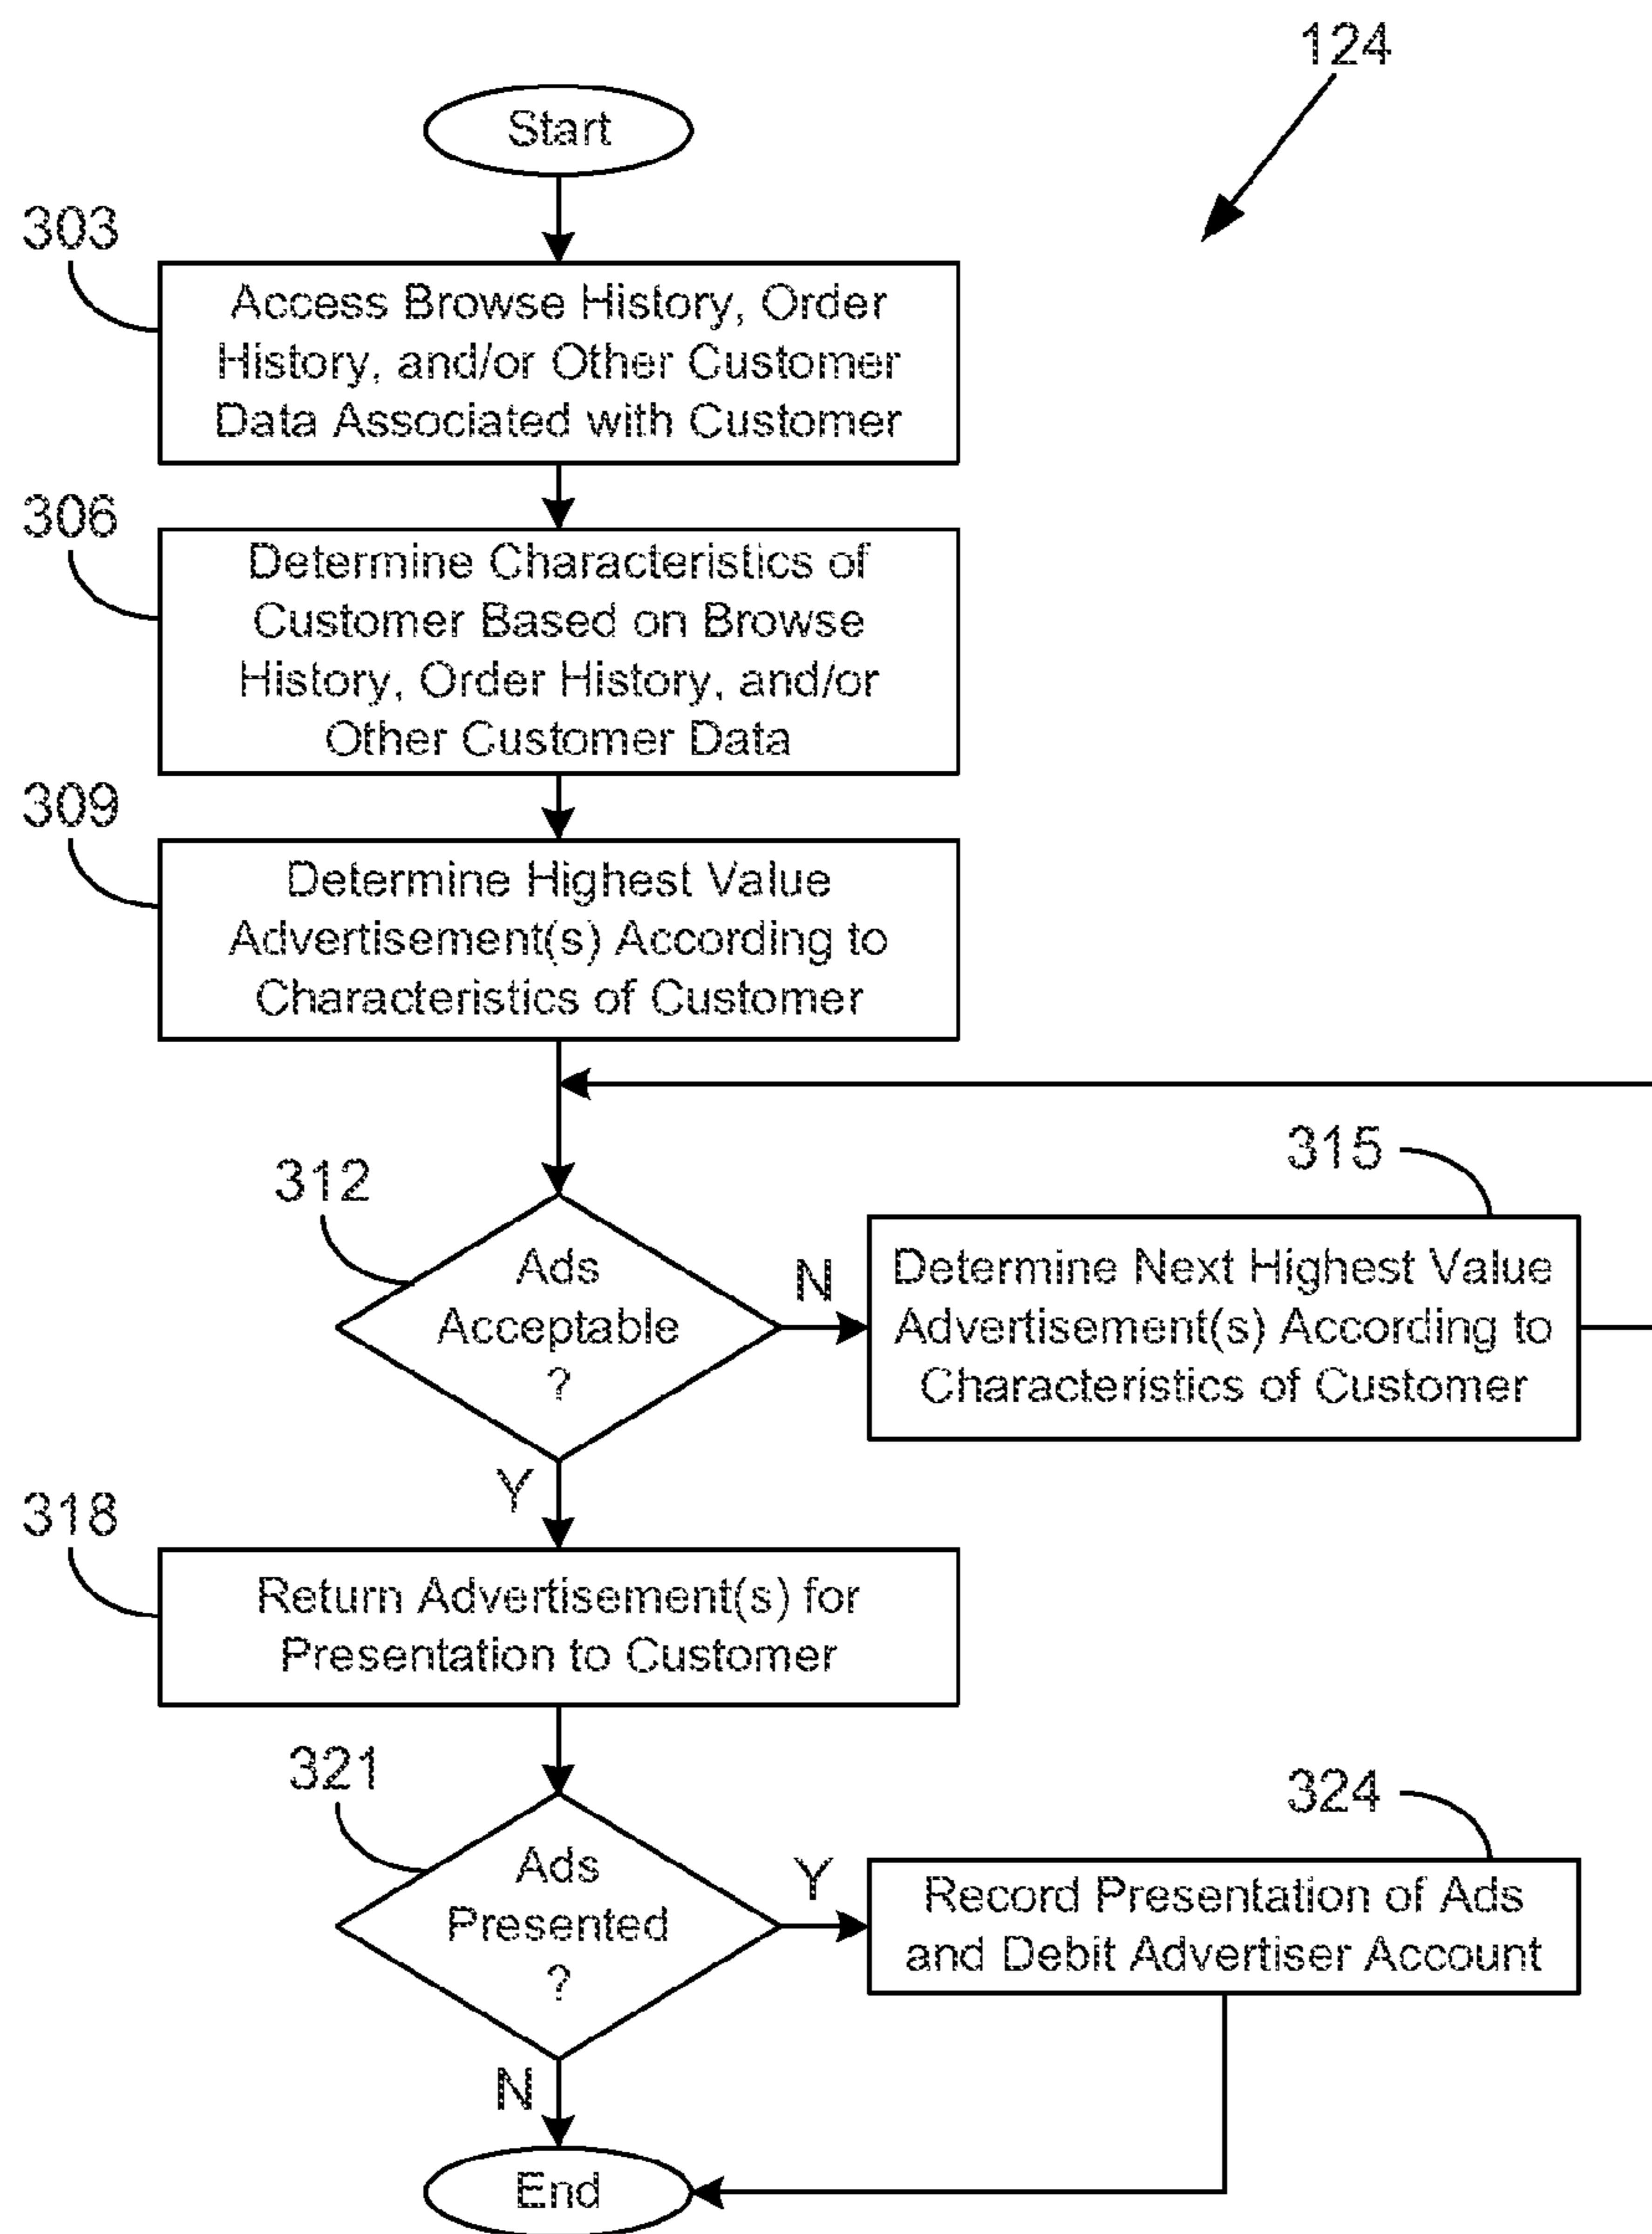 124
Start
303
Access Browse History, Order
History, and/or Other Customer
Data Associated with Customer
306
Determine Characteristics of
Customer Based on Browse
History, Order History, and/or
Other Customer Data
309
Determine Highest Value
Advertisement(s) According to
Characteristics of Customer
312
Ads
Acceptable
?
N
315
Determine Next Highest Value
Advertisement(s) According to
Characteristics of Customer
Y
318
Return Advertisement(s) for
Presentation to Customer
321
Ads
Presented
?
Y
324
Record Presentation of Ads
and Debit Advertiser Account
N
End